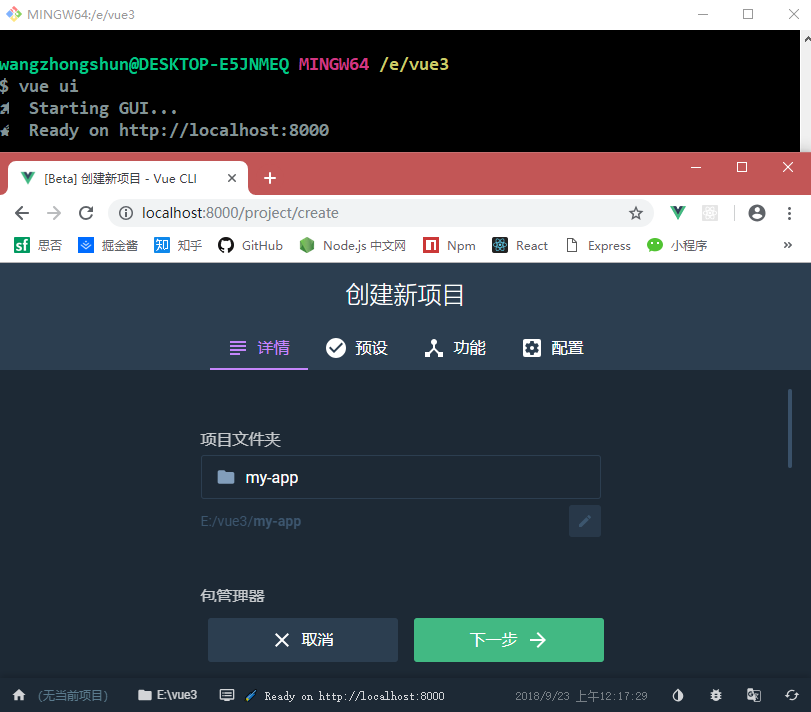 MINGW64:/e/vue3
wangzhongshun@DESKTOP-E5JNMEQ MINGW64 /e/vue3
$ vue ui
Starting GUI...
Ready on http://localhost:8000
[Beta] 创建新项目 - Vue CLI
localhost:8000/project/create
sf 思否 掘金酱 知 知乎 GitHub Node.js 中文网 Npm React Express 小程序 »
创建新项目
详情 预设 功能 配置
项目文件夹
my-app
E:/vue3/my-app
包管理器
取消 下一步
(无当前项目) E:\vue3 Ready on http://localhost:8000 2018/9/23 上午12:17:29